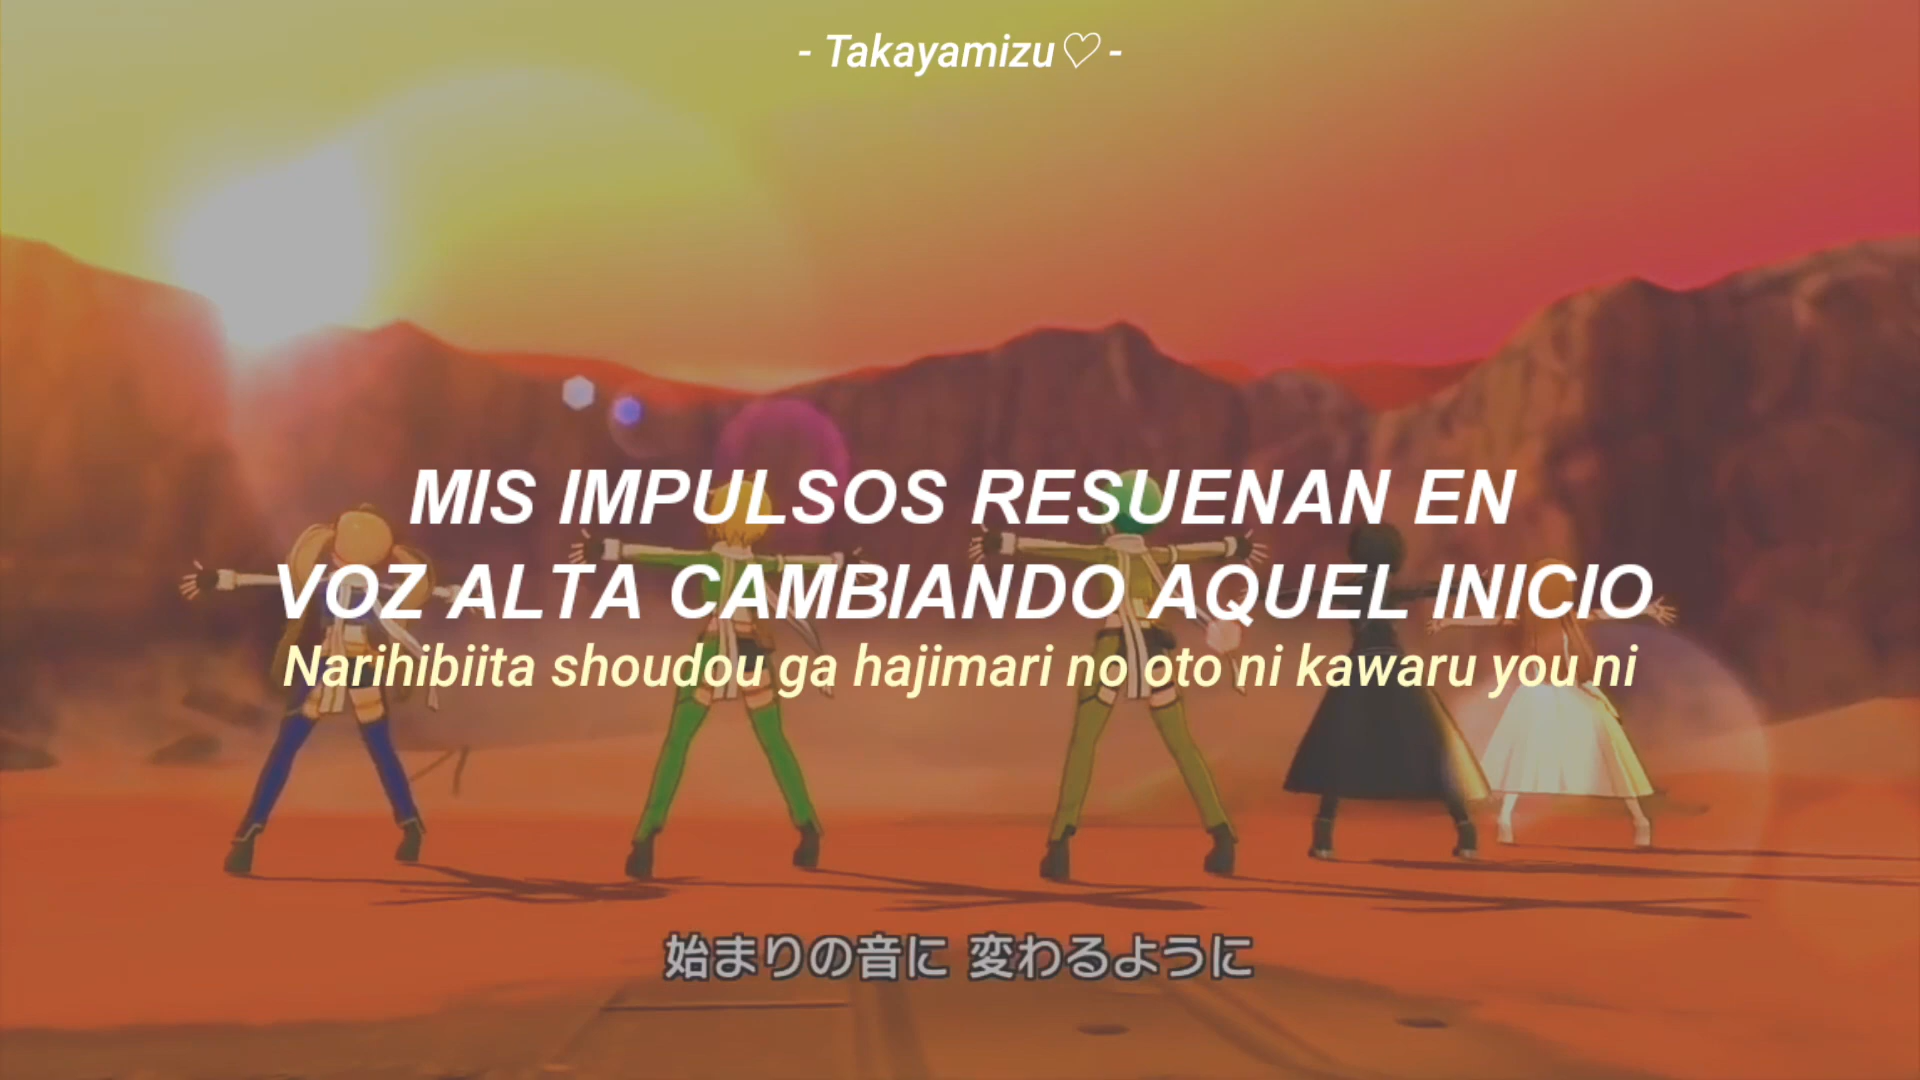 - Takayamizu♡ -
MIS IMPULSOS RESUENAN EN
VOZ ALTA CAMBIANDO AQUEL INICIO
Narihibiita shoudou ga hajimari no oto ni kawaru you ni
始まりの音に 変わるように